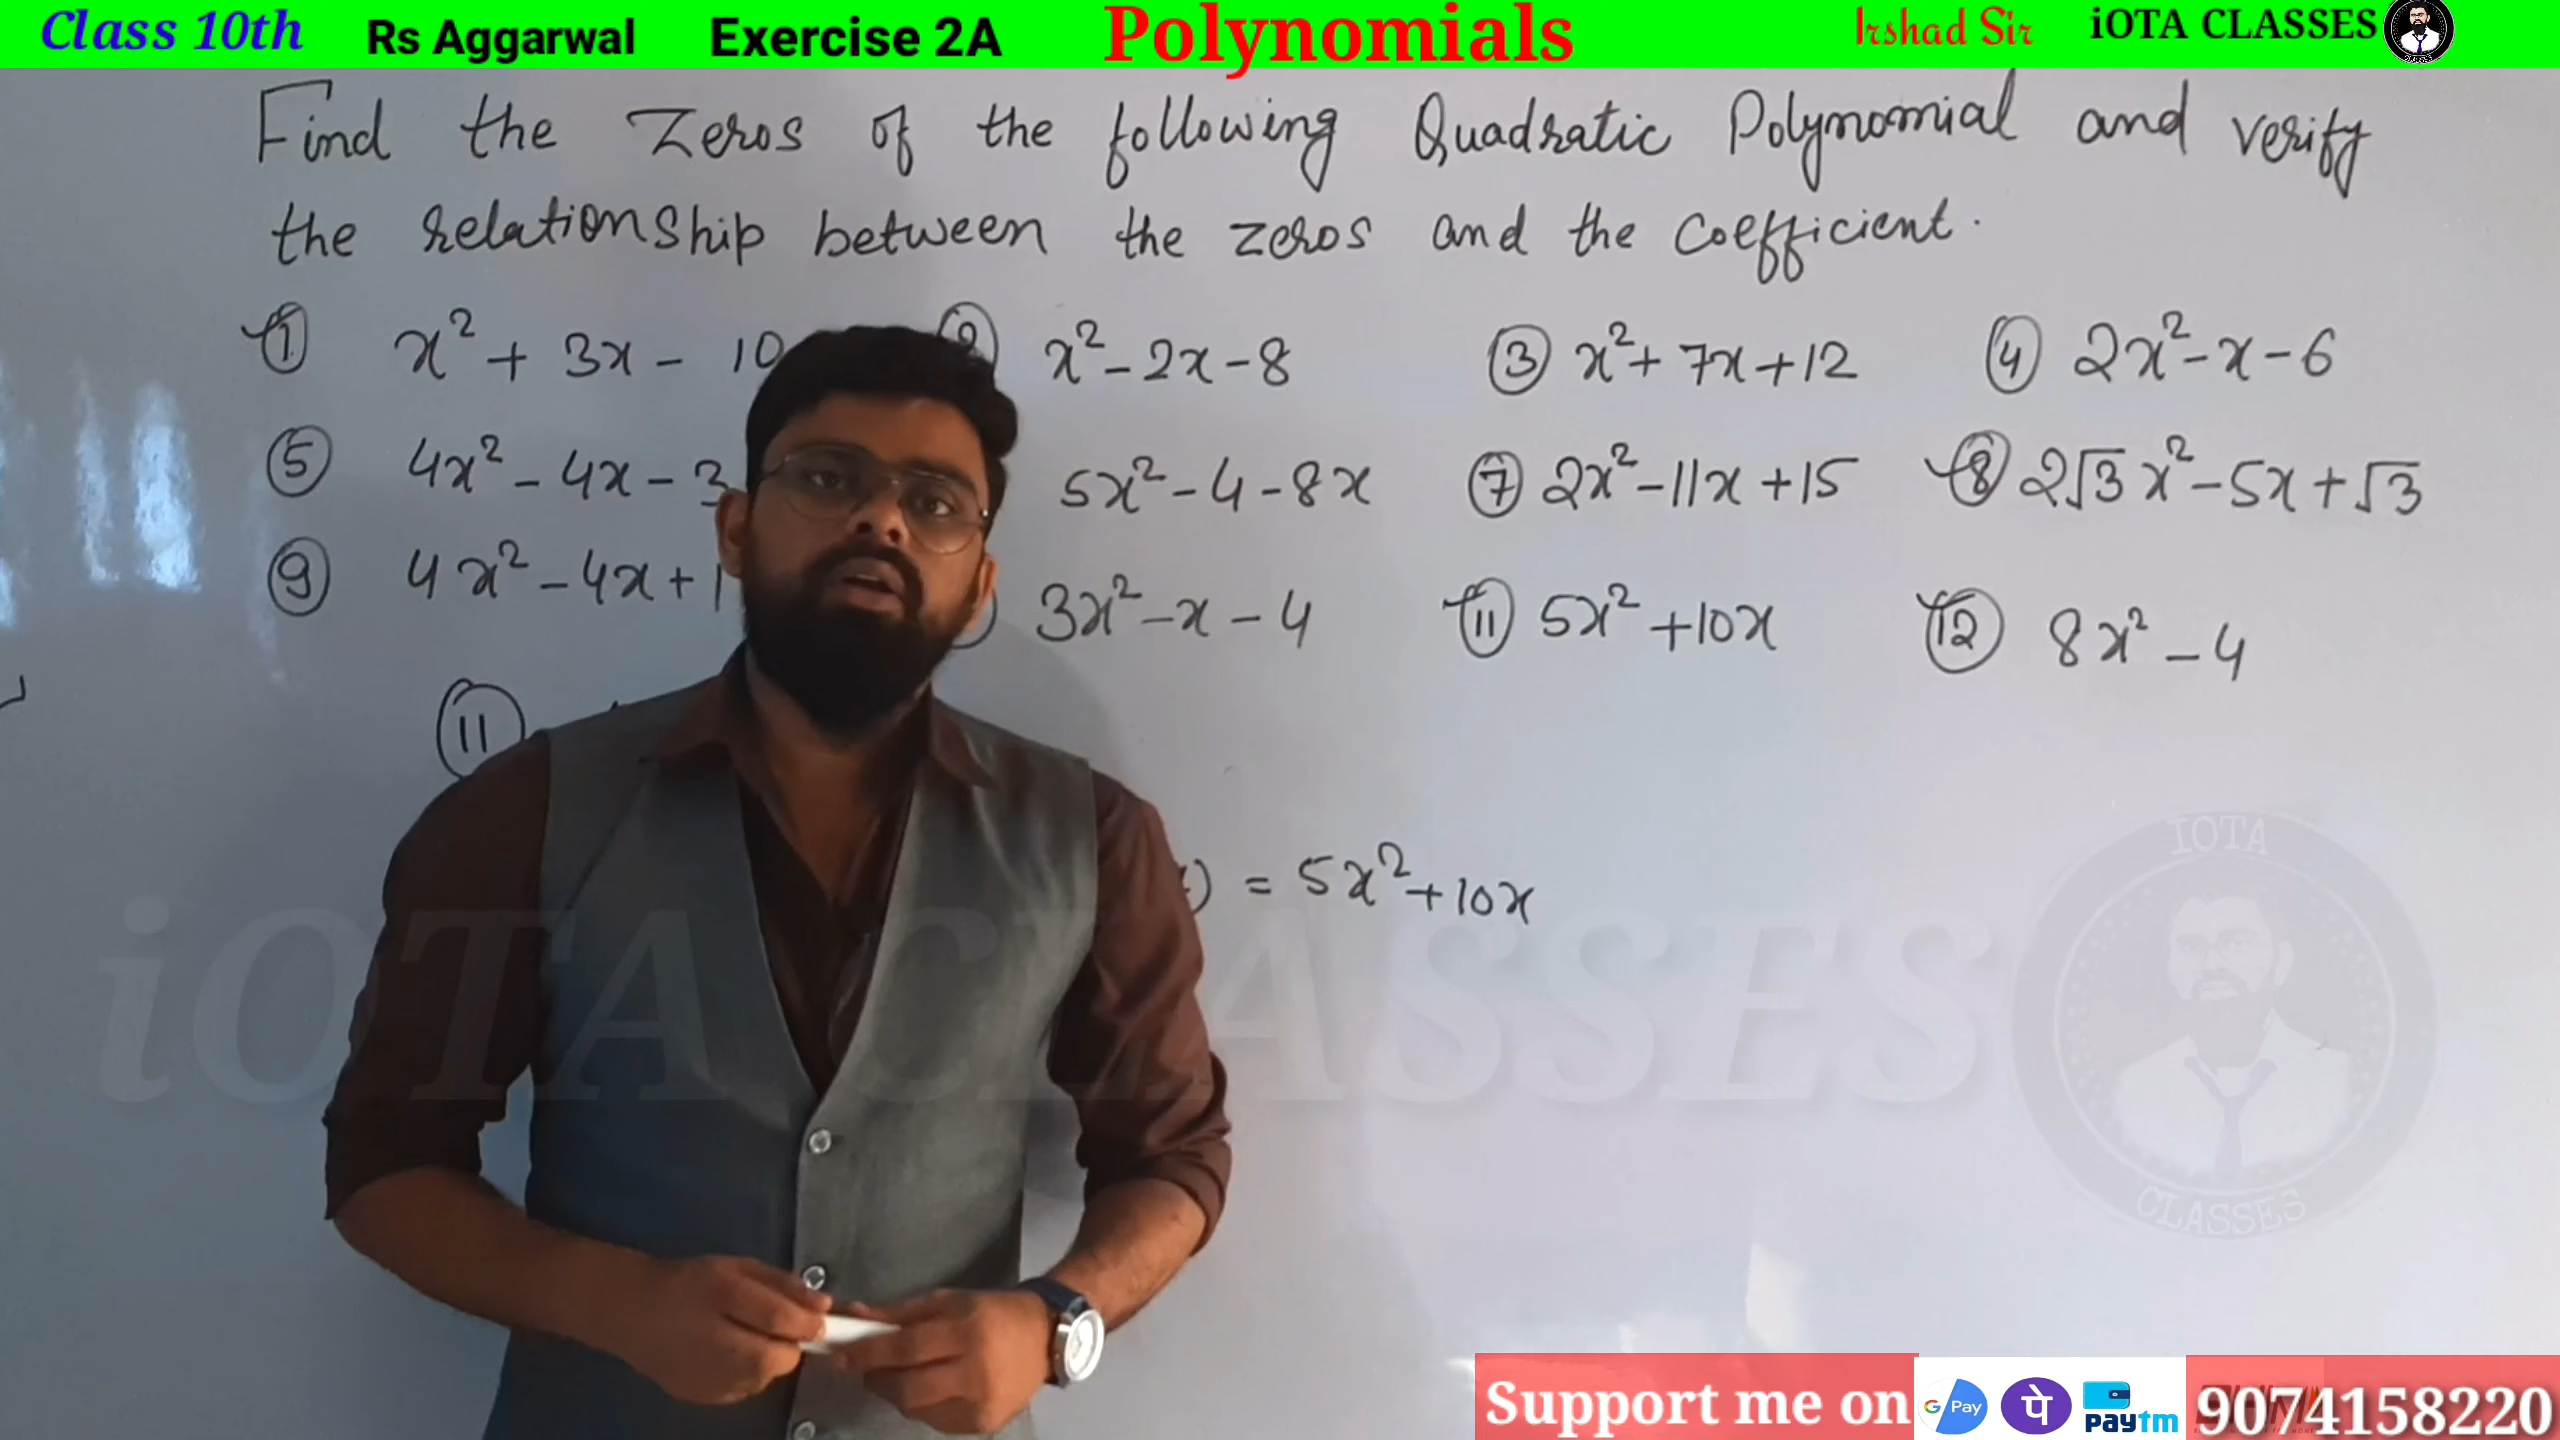 Class 10th Rs Aggarwal Exercise 2A Polynomials Irshad Sir iOTA CLASSES
Find the Zeros of the following Quadratic Polynomial and verify
the relationship between the zeros and the coefficient.
① x² + 3x - 10 x² - 2x - 8 ③ x² + 7x + 12 ④ 2x² - x - 6
⑤ 4x² - 4x - 3 5x² - 4 - 8x ⑦ 2x² - 11x + 15 ⑧ 2√3 x² - 5x + √3
⑨ 4x² - 4x + 1 3x² - x - 4 ⑪ 5x² + 10x ⑫ 8x² - 4
⑪
) = 5x² + 10x
iOTA CLASSES
IOTA
CLASSES
Support me on G Pay पे paytm 9074158220